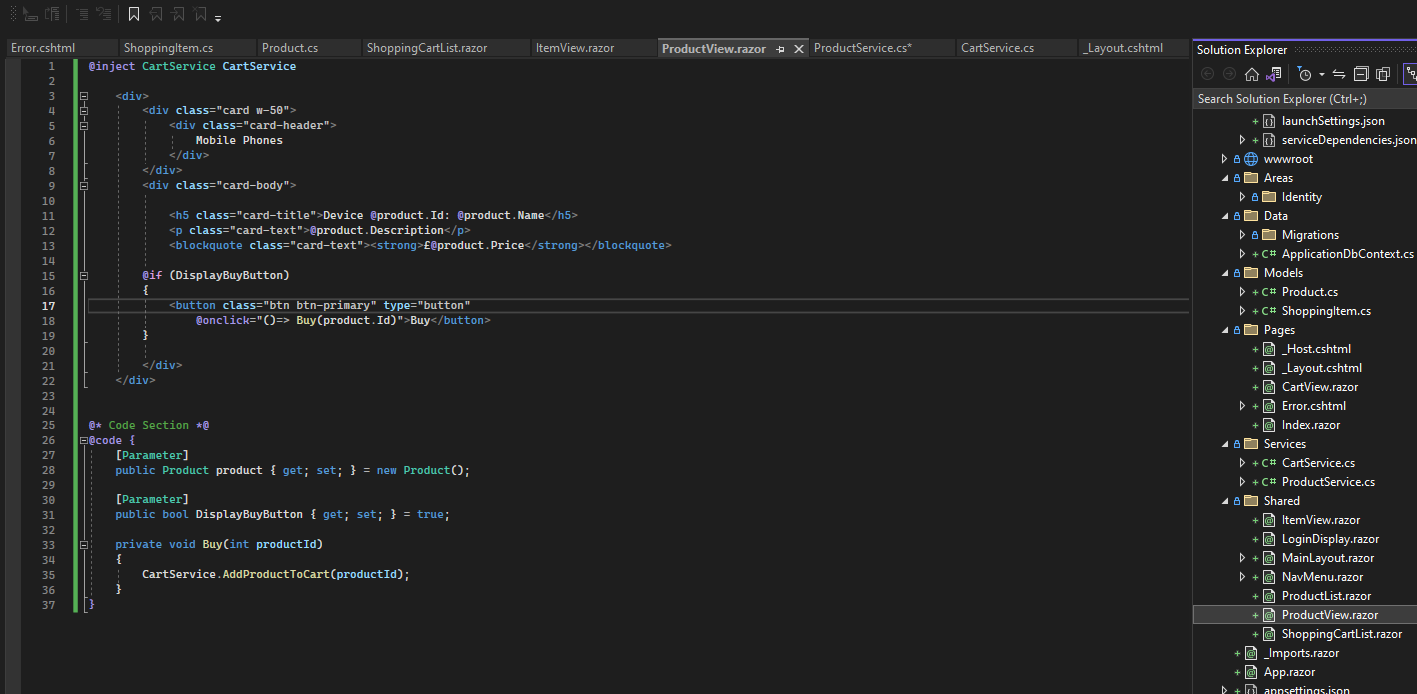 Error.cshtml ShoppingItem.cs Product.cs ShoppingCartList.razor ItemView.razor ProductView.razor ProductService.cs* CartService.cs _Layout.cshtml
1 @inject CartService CartService
2
3 <div>
4 <div class="card w-50">
5 <div class="card-header">
6 Mobile Phones
7 </div>
8 </div>
9 <div class="card-body">
10
11 <h5 class="card-title">Device @product.Id: @product.Name</h5>
12 <p class="card-text">@product.Description</p>
13 <blockquote class="card-text"><strong>£@product.Price</strong></blockquote>
14
15 @if (DisplayBuyButton)
16 {
17 <button class="btn btn-primary" type="button"
18 @onclick="()=> Buy(product.Id)">Buy</button>
19 }
20
21 </div>
22 </div>
23
24
25 @* Code Section *@
26 @code {
27 [Parameter]
28 public Product product { get; set; } = new Product();
29
30 [Parameter]
31 public bool DisplayBuyButton { get; set; } = true;
32
33 private void Buy(int productId)
34 {
35 CartService.AddProductToCart(productId);
36 }
37 }
Solution Explorer
Search Solution Explorer (Ctrl+;)
launchSettings.json
serviceDependencies.json
wwwroot
Areas
Identity
Data
Migrations
C# ApplicationDbContext.cs
Models
C# Product.cs
C# ShoppingItem.cs
Pages
_Host.cshtml
_Layout.cshtml
CartView.razor
Error.cshtml
Index.razor
Services
C# CartService.cs
C# ProductService.cs
Shared
ItemView.razor
LoginDisplay.razor
MainLayout.razor
NavMenu.razor
ProductList.razor
ProductView.razor
ShoppingCartList.razor
_Imports.razor
App.razor
appsettings.json